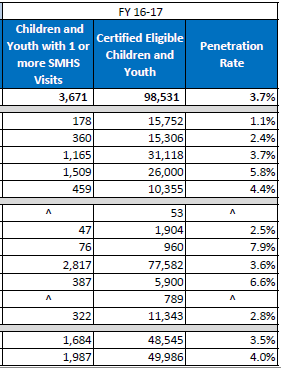 FY 16-17
Children and Youth with 1 or more SMHS Visits Certified Eligible Children and Youth Penetration Rate
3,671 98,531 3.7%
178 15,752 1.1%
360 15,306 2.4%
1,165 31,118 3.7%
1,509 26,000 5.8%
459 10,355 4.4%
^ 53 ^
47 1,904 2.5%
76 960 7.9%
2,817 77,582 3.6%
387 5,900 6.6%
^ 789 ^
322 11,343 2.8%
1,684 48,545 3.5%
1,987 49,986 4.0%